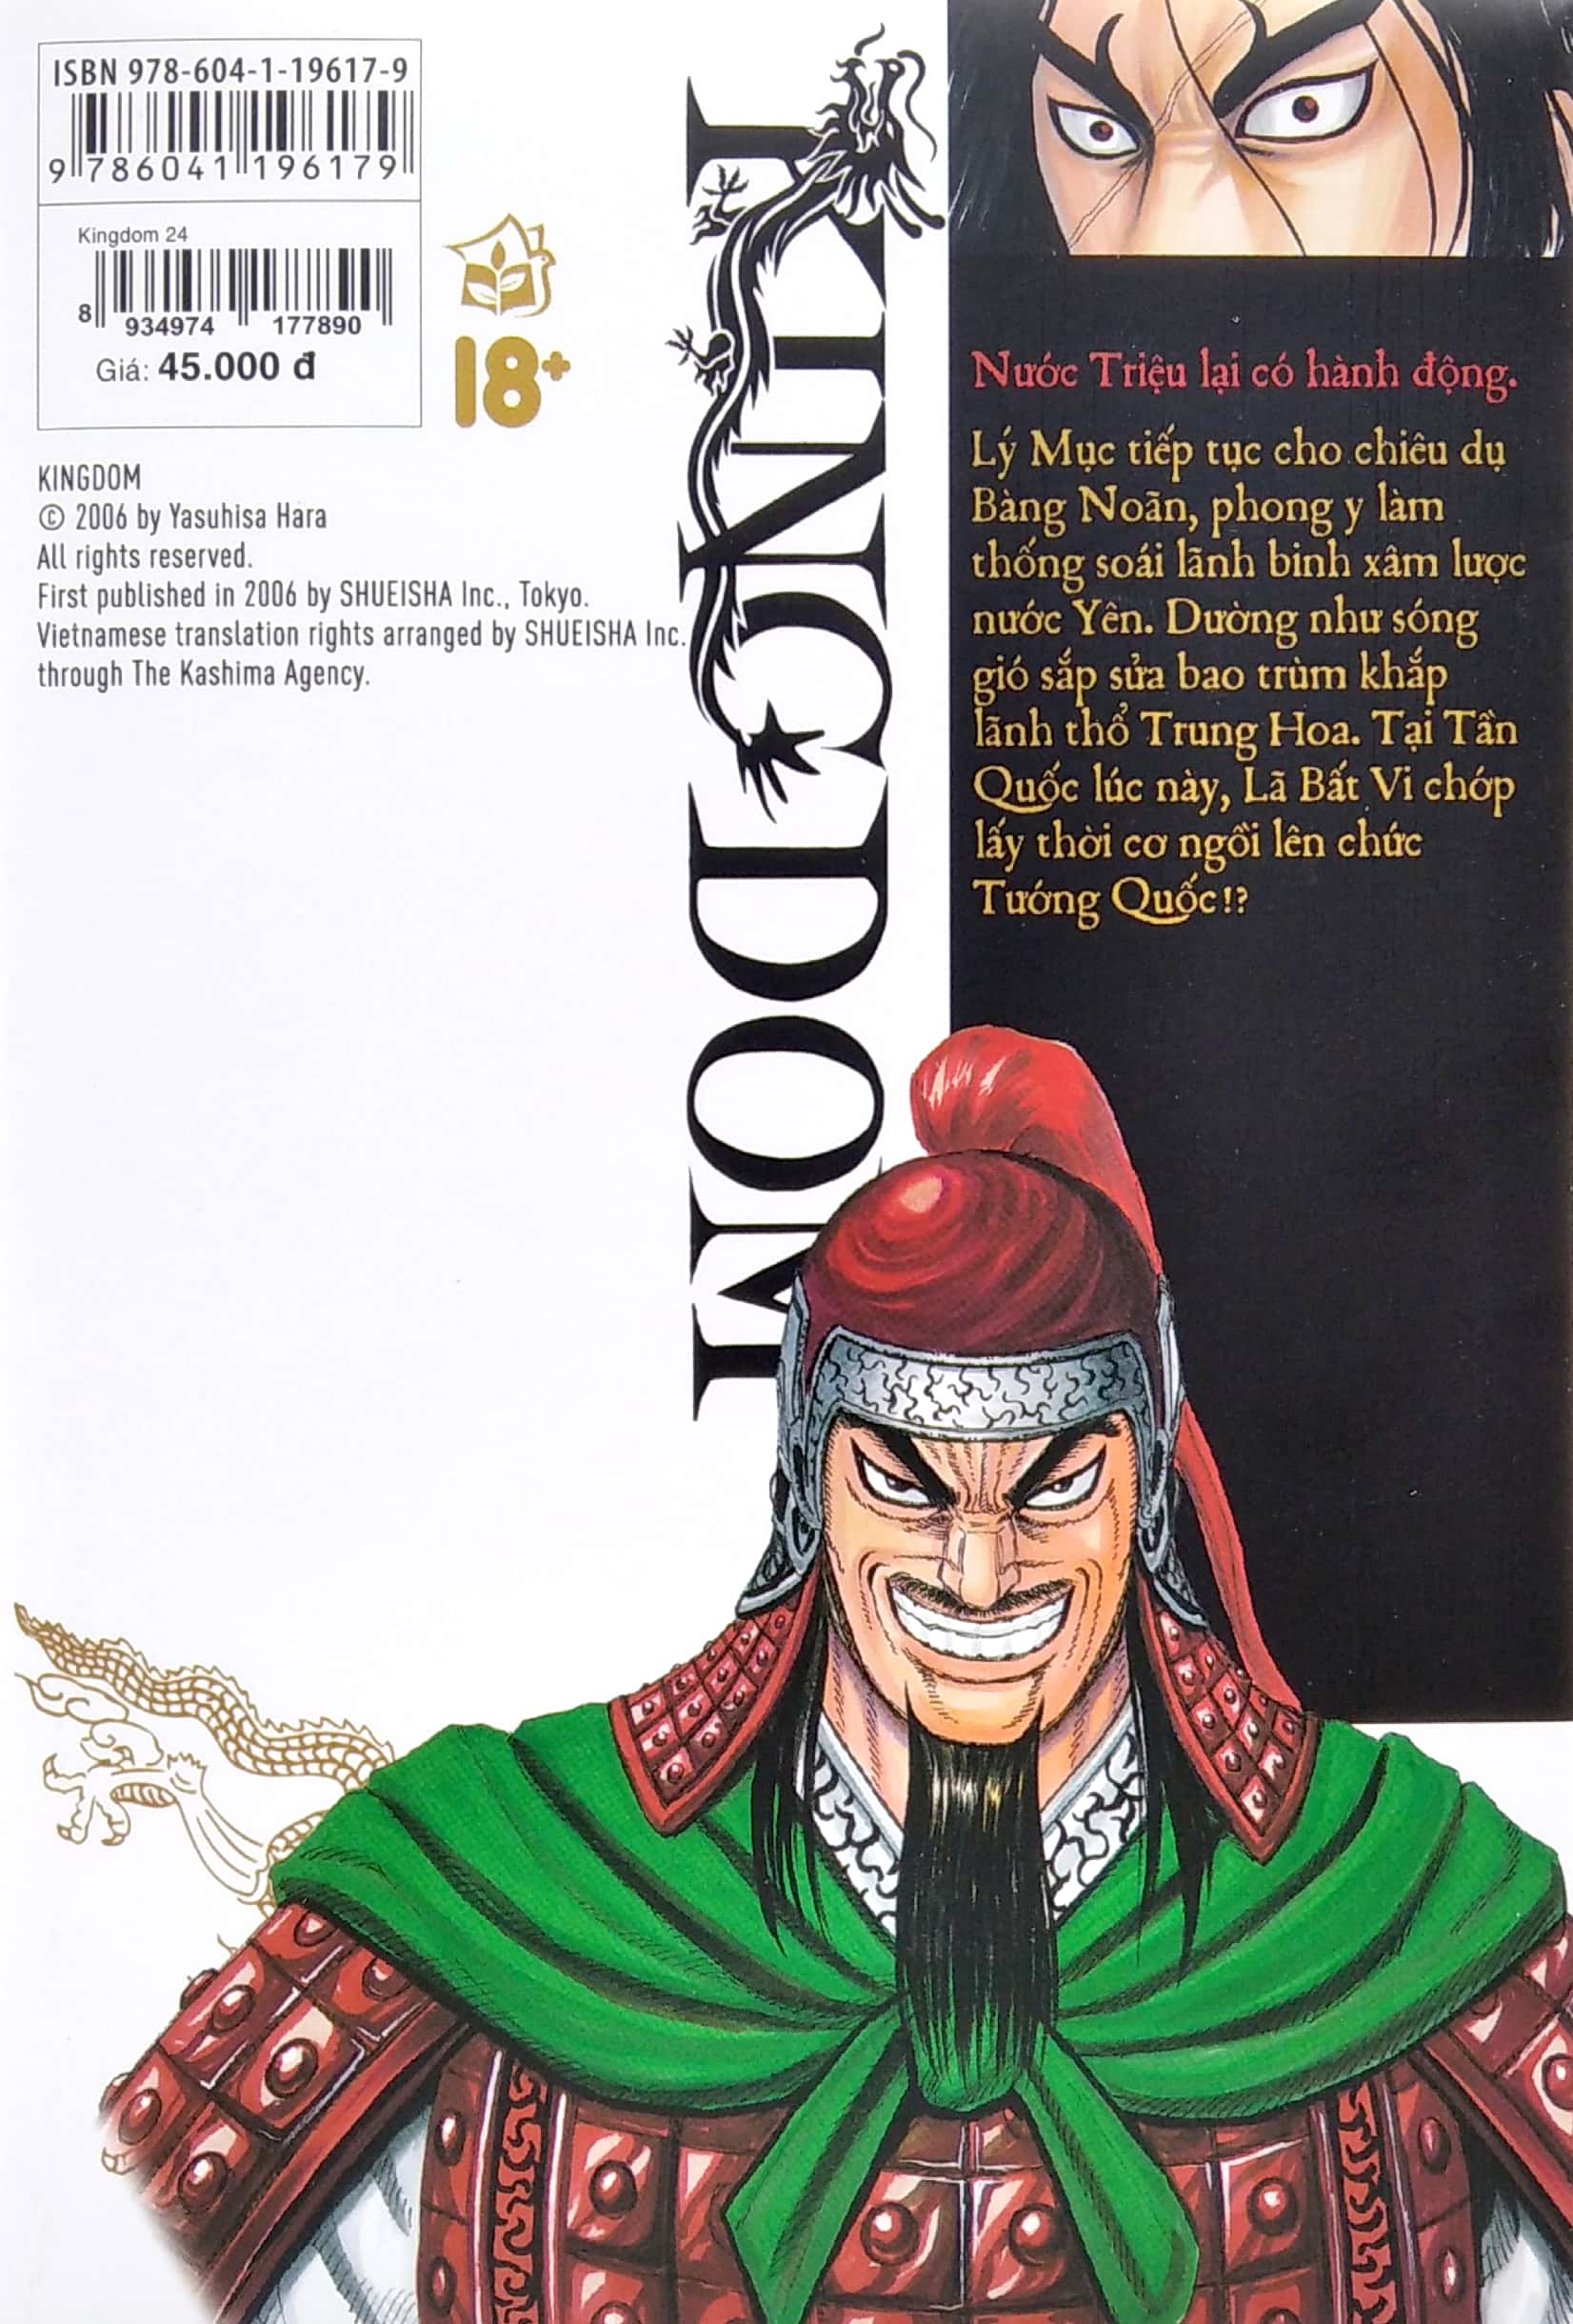 ISBN 978-604-1-19617-9
9 786041 196179
Kingdom 24
8 934974 177890
Giá: 45.000 đ
18+
KINGDOM
© 2006 by Yasuhisa Hara
All rights reserved.
First published in 2006 by SHUEISHA Inc., Tokyo.
Vietnamese translation rights arranged by SHUEISHA Inc.
through The Kashima Agency.
KINGDOM
Nước Triệu lại có hành động.
Lý Mục tiếp tục cho chiêu dụ
Bàng Noãn, phong y làm
thống soái lãnh binh xâm lược
nước Yên. Dường như sóng
gió sắp sửa bao trùm khắp
lãnh thổ Trung Hoa. Tại Tần
Quốc lúc này, Lã Bất Vi chớp
lấy thời cơ ngồi lên chức
Tướng Quốc!?